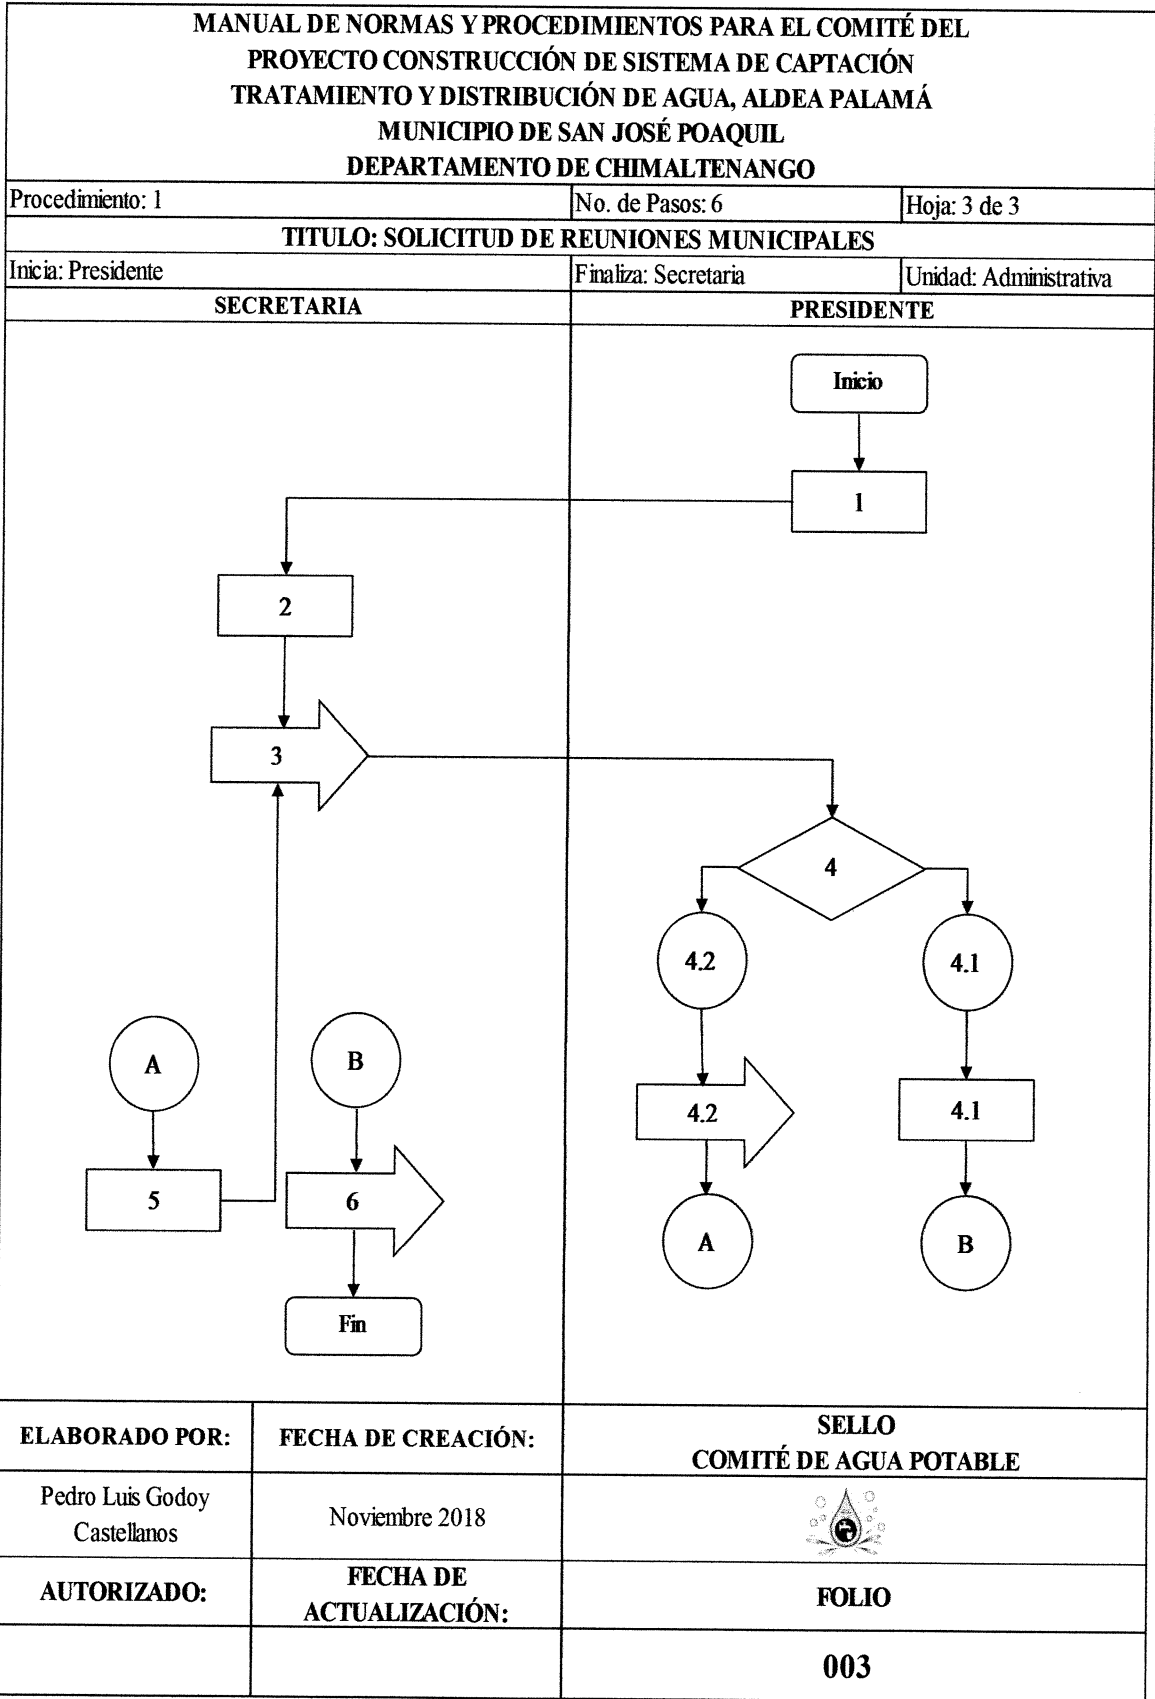 MANUAL DE NORMAS Y PROCEDIMIENTOS PARA EL COMITÉ DEL
PROYECTO CONSTRUCCIÓN DE SISTEMA DE CAPTACIÓN
TRATAMIENTO Y DISTRIBUCIÓN DE AGUA, ALDEA PALAMÁ
MUNICIPIO DE SAN JOSÉ POAQUIL
DEPARTAMENTO DE CHIMALTENANGO
Procedimiento: 1
No. de Pasos: 6
Hoja: 3 de 3
TITULO: SOLICITUD DE REUNIONES MUNICIPALES
Inicia: Presidente
Finaliza: Secretaria
Unidad: Administrativa
SECRETARIA
PRESIDENTE
Inicio
1
2
3
4
4.2
4.1
A
B
4.2
4.1
5
6
A
B
Fin
ELABORADO POR:
FECHA DE CREACIÓN:
SELLO
COMITÉ DE AGUA POTABLE
Pedro Luis Godoy
Castellanos
Noviembre 2018
AUTORIZADO:
FECHA DE
ACTUALIZACIÓN:
FOLIO
003